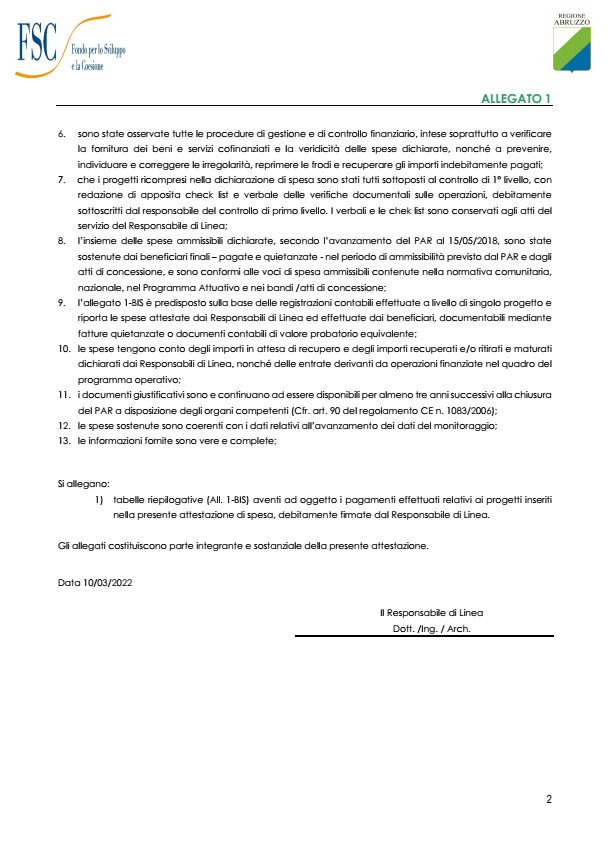 FSC
Fondo per lo Sviluppo
e la Coesione
REGIONE
ABRUZZO
ALLEGATO 1
6. sono state osservate tutte le procedure di gestione e di controllo finanziario, intese soprattutto a verificare
la fornitura dei beni e servizi cofinanziati e la veridicità delle spese dichiarate, nonché a prevenire,
individuare e correggere le irregolarità, reprimere le frodi e recuperare gli importi indebitamente pagati;
7. che i progetti ricompresi nella dichiarazione di spesa sono stati tutti sottoposti al controllo di 1° livello, con
redazione di apposita check list e verbale delle verifiche documentali sulle operazioni, debitamente
sottoscritti dal responsabile del controllo di primo livello. I verbali e le chek list sono conservati agli atti del
servizio del Responsabile di Linea;
8. l'insieme delle spese ammissibili dichiarate, secondo l'avanzamento del PAR al 15/05/2018, sono state
sostenute dai beneficiari finali – pagate e quietanzate - nel periodo di ammissibilità previsto dal PAR e dagli
atti di concessione, e sono conformi alle voci di spesa ammissibili contenute nella normativa comunitaria,
nazionale, nel Programma Attuativo e nei bandi /atti di concessione;
9. l'allegato 1-BIS è predisposto sulla base delle registrazioni contabili effettuate a livello di singolo progetto e
riporta le spese attestate dai Responsabili di Linea ed effettuate dai beneficiari, documentabili mediante
fatture quietanzate o documenti contabili di valore probatorio equivalente;
10. le spese tengono conto degli importi in attesa di recupero e degli importi recuperati e/o ritirati e maturati
dichiarati dai Responsabili di Linea, nonché delle entrate derivanti da operazioni finanziate nel quadro del
programma operativo;
11. i documenti giustificativi sono e continuano ad essere disponibili per almeno tre anni successivi alla chiusura
del PAR a disposizione degli organi competenti (Cfr. art. 90 del regolamento CE n. 1083/2006);
12. le spese sostenute sono coerenti con i dati relativi all'avanzamento dei dati del monitoraggio;
13. le informazioni fornite sono vere e complete;
Si allegano:
1) tabelle riepilogative (All. 1-BIS) aventi ad oggetto i pagamenti effettuati relativi ai progetti inseriti
nella presente attestazione di spesa, debitamente firmate dal Responsabile di Linea.
Gli allegati costituiscono parte integrante e sostanziale della presente attestazione.
Data 10/03/2022
Il Responsabile di Linea
Dott. /Ing. / Arch.
2